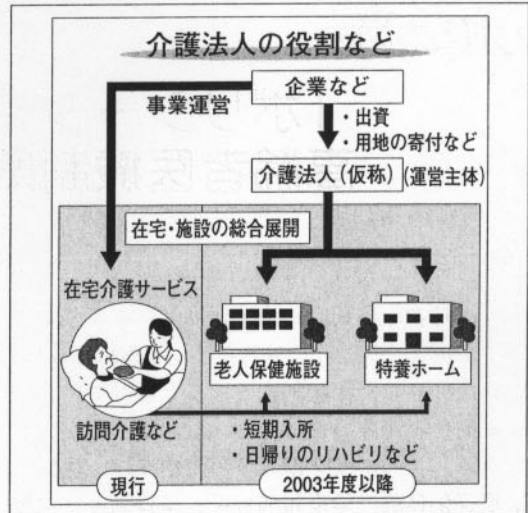 介護法人の役割など
企業など
事業運営
・出資
・用地の寄付など
介護法人(仮称)(運営主体)
在宅・施設の総合展開
在宅介護サービス
老人保健施設
特養ホーム
訪問介護など
・短期入所
・日帰りのリハビリなど
現行
2003年度以降